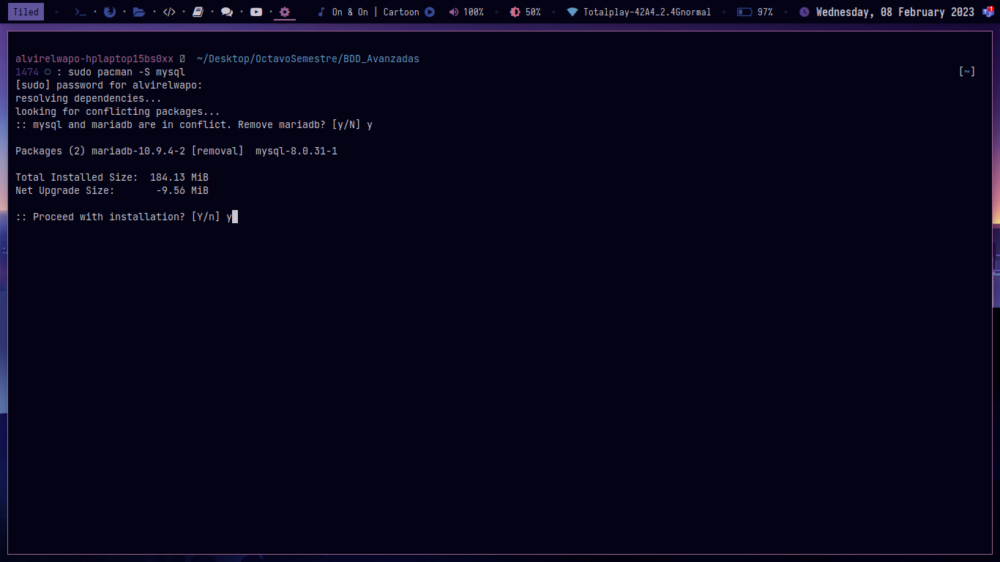 Tiled On & On | Cartoon 100% 50% Totalplay-42A4_2.4Gnormal 97% Wednesday, 08 February 2023 1
alvirelwapo-hplaptop15bs0xx ~/Desktop/OctavoSemestre/BDD_Avanzadas
1474 ○ : sudo pacman -S mysql [~]
[sudo] password for alvirelwapo:
resolving dependencies...
looking for conflicting packages...
:: mysql and mariadb are in conflict. Remove mariadb? [y/N] y
Packages (2) mariadb-10.9.4-2 [removal]  mysql-8.0.31-1
Total Installed Size:  184.13 MiB
Net Upgrade Size:       -9.56 MiB
:: Proceed with installation? [Y/n] y